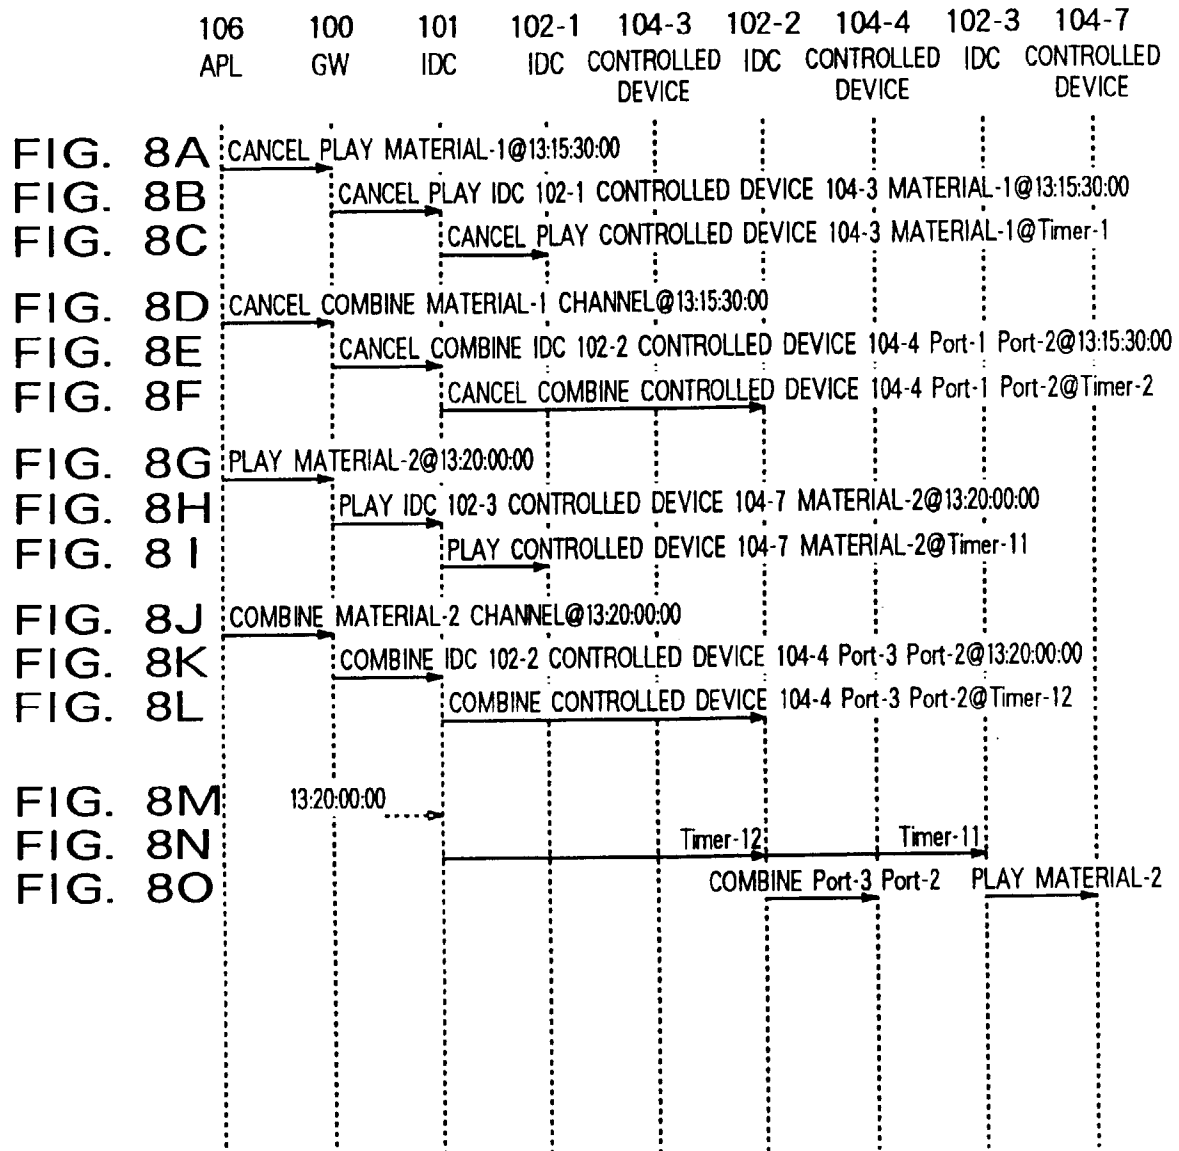 106 100 101 102-1 104-3 102-2 104-4 102-3 104-7
APL GW IDC IDC CONTROLLED IDC CONTROLLED IDC CONTROLLED
DEVICE DEVICE DEVICE
FIG. 8A CANCEL PLAY MATERIAL-1@13:15:30:00
FIG. 8B CANCEL PLAY IDC 102-1 CONTROLLED DEVICE 104-3 MATERIAL-1@13:15:30:00
FIG. 8C CANCEL PLAY CONTROLLED DEVICE 104-3 MATERIAL-1@Timer-1
FIG. 8D CANCEL COMBINE MATERIAL-1 CHANNEL@13:15:30:00
FIG. 8E CANCEL COMBINE IDC 102-2 CONTROLLED DEVICE 104-4 Port-1 Port-2@13:15:30:00
FIG. 8F CANCEL COMBINE CONTROLLED DEVICE 104-4 Port-1 Port-2@Timer-2
FIG. 8G PLAY MATERIAL-2@13:20:00:00
FIG. 8H PLAY IDC 102-3 CONTROLLED DEVICE 104-7 MATERIAL-2@13:20:00:00
FIG. 8I PLAY CONTROLLED DEVICE 104-7 MATERIAL-2@Timer-11
FIG. 8J COMBINE MATERIAL-2 CHANNEL@13:20:00:00
FIG. 8K COMBINE IDC 102-2 CONTROLLED DEVICE 104-4 Port-3 Port-2@13:20:00:00
FIG. 8L COMBINE CONTROLLED DEVICE 104-4 Port-3 Port-2@Timer-12
FIG. 8M 13:20:00:00
FIG. 8N Timer-12 Timer-11
FIG. 8O COMBINE Port-3 Port-2 PLAY MATERIAL-2